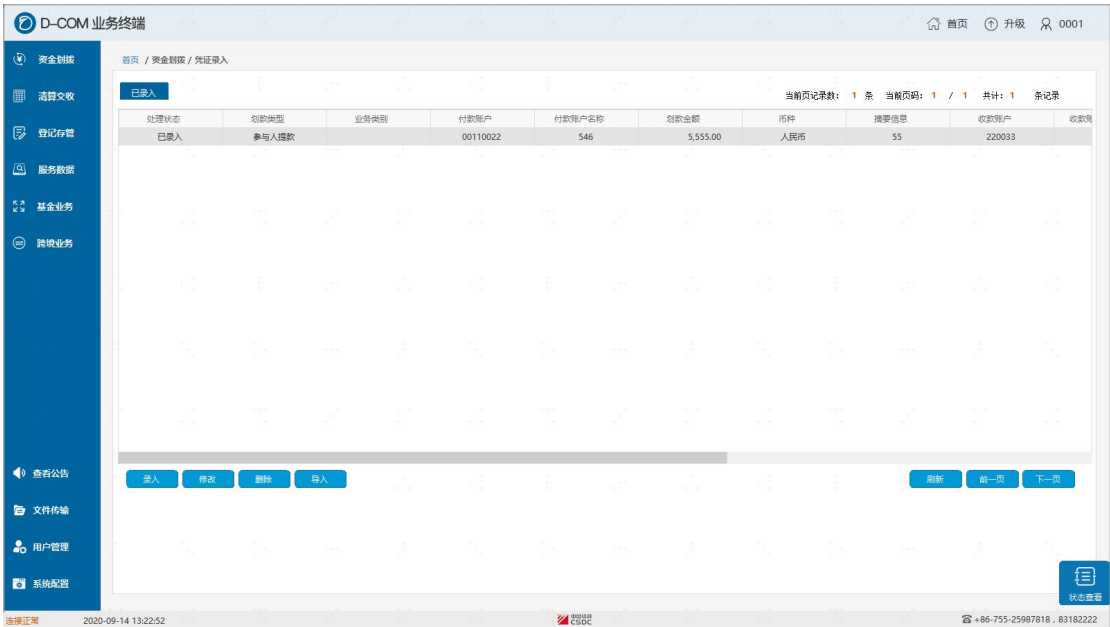 D-COM 业务终端
首页 升级 0001
资金划拨
首页 / 资金划拨 / 凭证录入
清算交收
已录入
当前页记录数: 1 条 当前页码: 1 / 1 共计: 1 条记录
处理状态 划款类型 业务类别 付款账户 付款账户名称 划款金额 币种 摘要信息 收款账户 收款账
登记存管
已录入 参与人提款 00110022 546 5,555.00 人民币 55 220033
服务数据
基金业务
跨境业务
查看公告
录入 修改 删除 导入 刷新 前一页 下一页
文件传输
用户管理
系统配置
状态查看
连接正常 2020-09-14 13:22:52 中国结算 CSDC +86-755-25987818 , 83182222